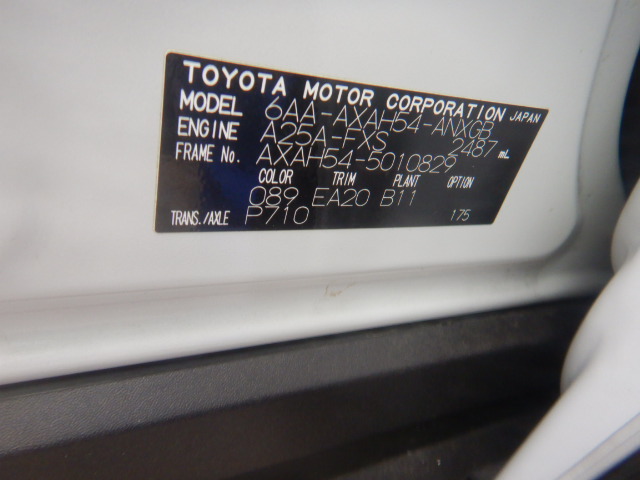 TOYOTA MOTOR CORPORATION JAPAN
MODEL 6AA-AXAH54-ANXGB
ENGINE A25A-FXS 2487 mL
FRAME No. AXAH54-5010829
COLOR TRIM PLANT OPTION
089 EA20 B11
TRANS./AXLE P710 175